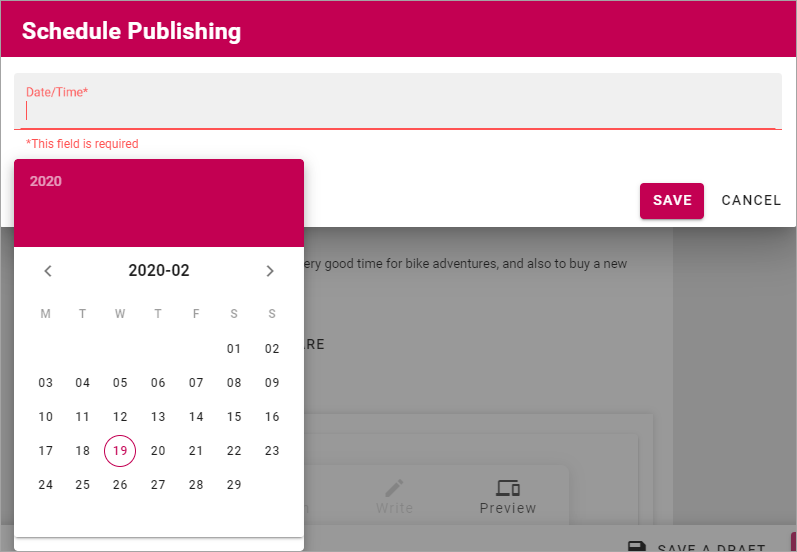 Schedule Publishing
Date/Time*
*This field is required
2020
SAVE CANCEL
2020-02
ery good time for bike adventures, and also to buy a new
M T W T F S S
01 02
ARE
03 04 05 06 07 08 09
10 11 12 13 14 15 16
17 18 19 20 21 22 23
24 25 26 27 28 29
Write Preview
SAVE A DRAFT